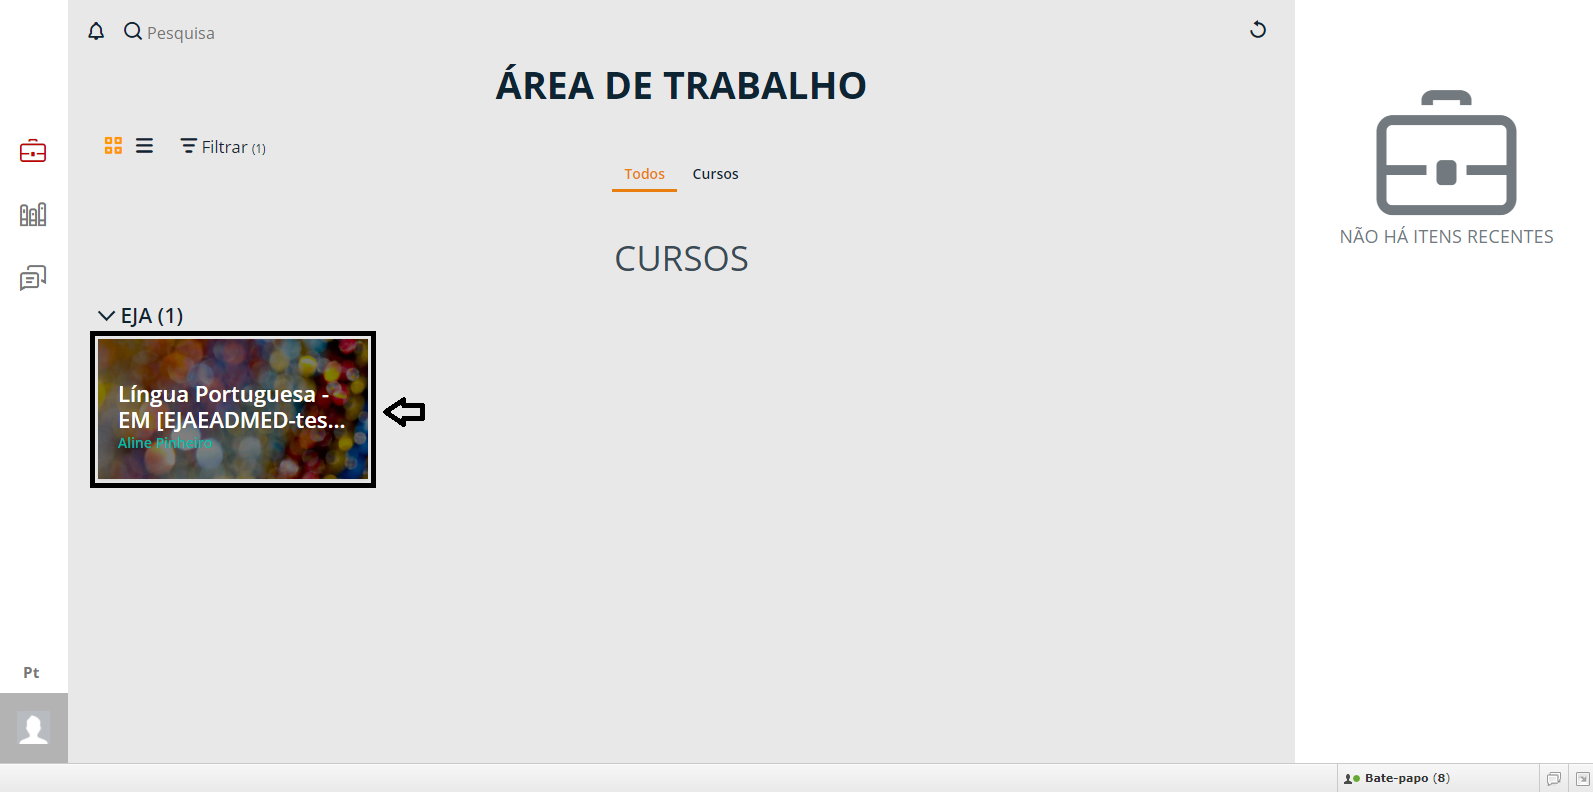 Pesquisa
ÁREA DE TRABALHO
Filtrar (1)
Todos
Cursos
NÃO HÁ ITENS RECENTES
CURSOS
EJA (1)
Língua Portuguesa -
EM [EJAEADMED-tes...
Aline Pinheiro
Pt
Bate-papo (8)